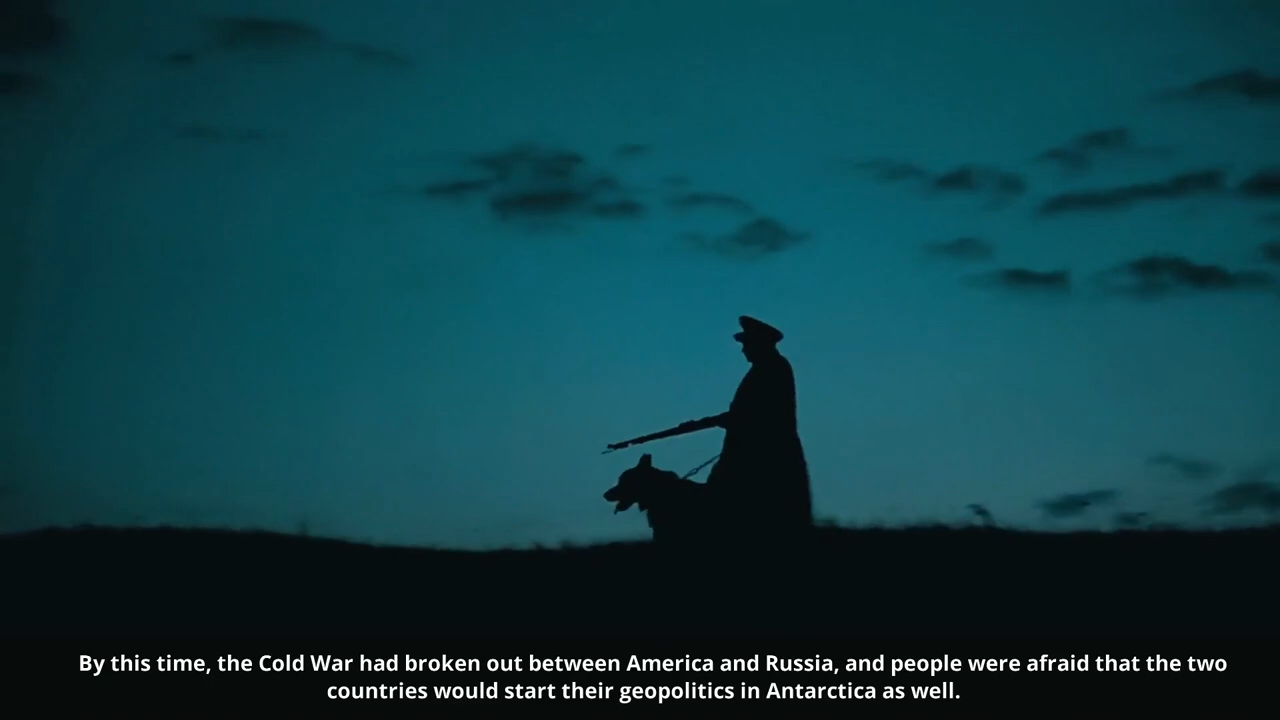 By this time, the Cold War had broken out between America and Russia, and people were afraid that the two
countries would start their geopolitics in Antarctica as well.